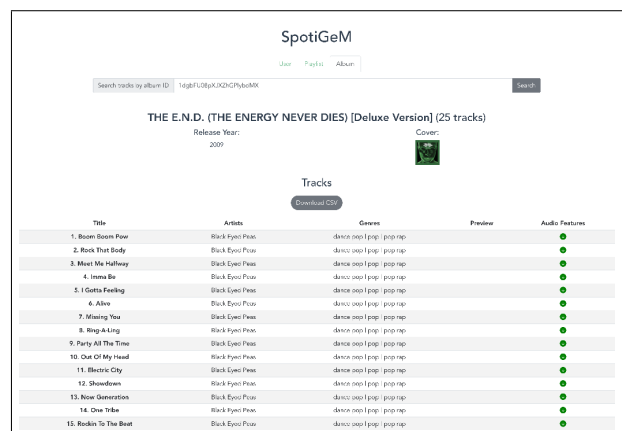 SpotiGeM
User Playlist Album
Search tracks by album ID Search
THE E.N.D. (THE ENERGY NEVER DIES) [Deluxe Version] (25 tracks)
Release Year: Cover:
2009
Tracks
Download CSV
Title Artists Genres Preview Audio Features
1. Boom Boom Pow Black Eyed Peas dance pop | pop | pop rap
2. Rock That Body Black Eyed Peas dance pop | pop | pop rap
3. Meet Me Halfway Black Eyed Peas dance pop | pop | pop rap
4. Imma Be Black Eyed Peas dance pop | pop | pop rap
5. I Gotta Feeling Black Eyed Peas dance pop | pop | pop rap
6. Alive Black Eyed Peas dance pop | pop | pop rap
7. Missing You Black Eyed Peas dance pop | pop | pop rap
8. Ring-A-Ling Black Eyed Peas dance pop | pop | pop rap
9. Party All The Time Black Eyed Peas dance pop | pop | pop rap
10. Out Of My Head Black Eyed Peas dance pop | pop | pop rap
11. Electric City Black Eyed Peas dance pop | pop | pop rap
12. Showdown Black Eyed Peas dance pop | pop | pop rap
13. Now Generation Black Eyed Peas dance pop | pop | pop rap
14. One Tribe Black Eyed Peas dance pop | pop | pop rap
15. Rockin To The Beat Black Eyed Peas dance pop | pop | pop rap